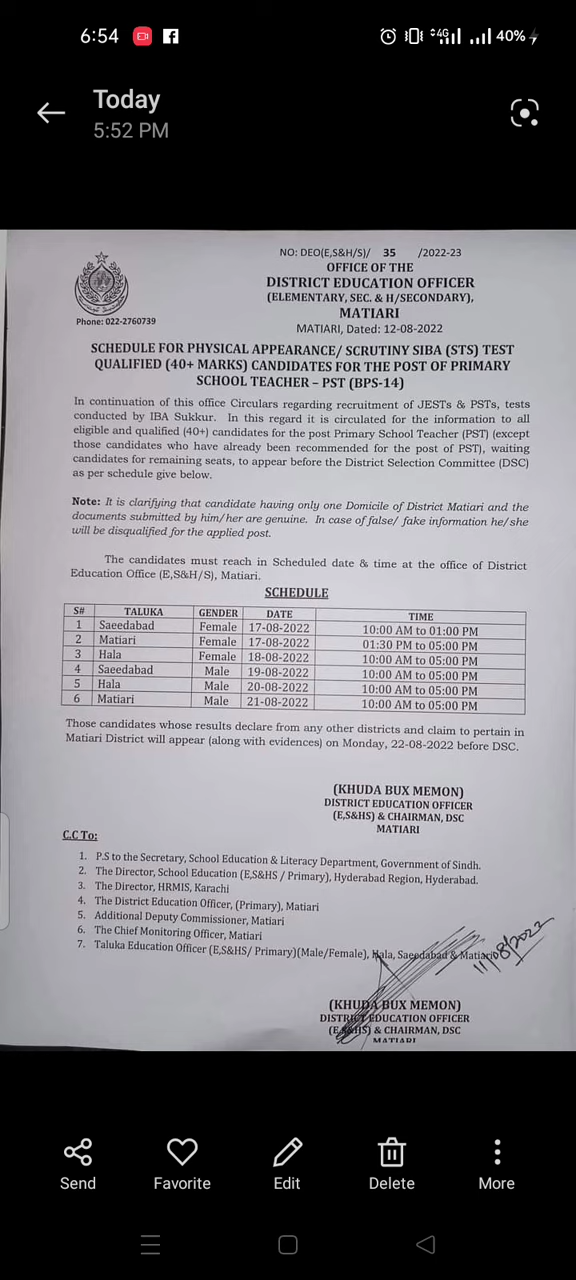 6:54
4G
40%
Today
5:52 PM
NO: DEO(E,S&H/S)/ 35 /2022-23
OFFICE OF THE
DISTRICT EDUCATION OFFICER
(ELEMENTARY, SEC. & H/SECONDARY),
MATIARI
Phone: 022-2760739
MATIARI, Dated: 12-08-2022
SCHEDULE FOR PHYSICAL APPEARANCE/ SCRUTINY SIBA (STS) TEST
QUALIFIED (40+ MARKS) CANDIDATES FOR THE POST OF PRIMARY
SCHOOL TEACHER – PST (BPS-14)
In continuation of this office Circulars regarding recruitment of JESTs & PSTs, tests
conducted by IBA Sukkur. In this regard it is circulated for the information to all
eligible and qualified (40+) candidates for the post Primary School Teacher (PST) (except
those candidates who have already been recommended for the post of PST), waiting
candidates for remaining seats, to appear before the District Selection Committee (DSC)
as per schedule give below.
Note: It is clarifying that candidate having only one Domicile of District Matiari and the
documents submitted by him/her are genuine. In case of false/ fake information he/she
will be disqualified for the applied post.
The candidates must reach in Scheduled date & time at the office of District
Education Office (E,S&H/S), Matiari.
SCHEDULE
S# TALUKA GENDER DATE TIME
1 Saeedabad Female 17-08-2022 10:00 AM to 01:00 PM
2 Matiari Female 17-08-2022 01:30 PM to 05:00 PM
3 Hala Female 18-08-2022 10:00 AM to 05:00 PM
4 Saeedabad Male 19-08-2022 10:00 AM to 05:00 PM
5 Hala Male 20-08-2022 10:00 AM to 05:00 PM
6 Matiari Male 21-08-2022 10:00 AM to 05:00 PM
Those candidates whose results declare from any other districts and claim to pertain in
Matiari District will appear (along with evidences) on Monday, 22-08-2022 before DSC.
(KHUDA BUX MEMON)
DISTRICT EDUCATION OFFICER
(E,S&HS) & CHAIRMAN, DSC
MATIARI
C.C To:
1. P.S to the Secretary, School Education & Literacy Department, Government of Sindh.
2. The Director, School Education (E,S&HS / Primary), Hyderabad Region, Hyderabad.
3. The Director, HRMIS, Karachi
4. The District Education Officer, (Primary), Matiari
5. Additional Deputy Commissioner, Matiari
6. The Chief Monitoring Officer, Matiari
7. Taluka Education Officer (E,S&HS/ Primary)(Male/Female), Hala, Saeedabad & Matiari
11/08/2022
(KHUDA BUX MEMON)
DISTRICT EDUCATION OFFICER
(E,S&HS) & CHAIRMAN, DSC
MATIARI
Send Favorite Edit Delete More